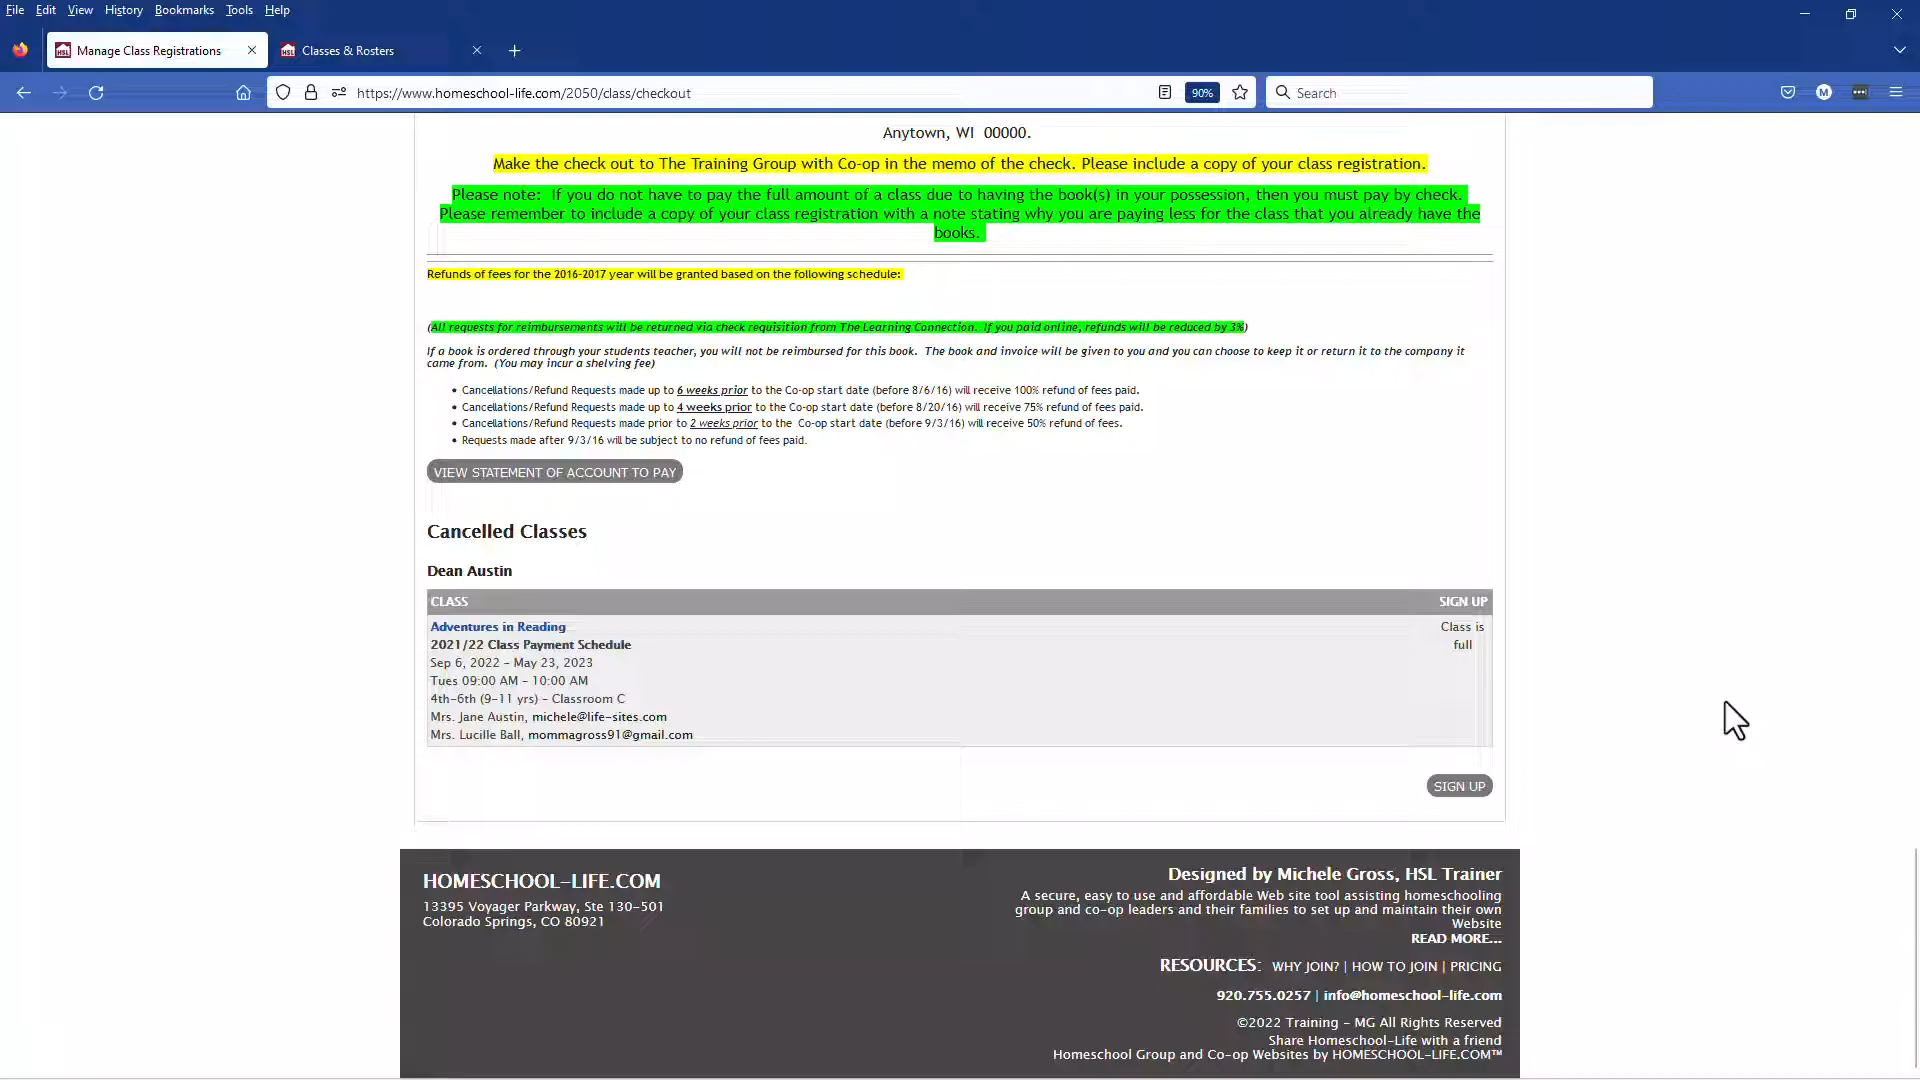 File Edit View History Bookmarks Tools Help
Manage Class Registrations
Classes & Rosters
https://www.homeschool-life.com/2050/class/checkout
90%
Search
M
Anytown, WI 00000.
Make the check out to The Training Group with Co-op in the memo of the check. Please include a copy of your class registration.
Please note: If you do not have to pay the full amount of a class due to having the book(s) in your possession, then you must pay by check.
Please remember to include a copy of your class registration with a note stating why you are paying less for the class that you already have the
books.
Refunds of fees for the 2016-2017 year will be granted based on the following schedule:
(All requests for reimbursements will be returned via check requisition from The Learning Connection. If you paid online, refunds will be reduced by 3%)
If a book is ordered through your students teacher, you will not be reimbursed for this book. The book and invoice will be given to you and you can choose to keep it or return it to the company it
came from. (You may incur a shelving fee)
• Cancellations/Refund Requests made up to 6 weeks prior to the Co-op start date (before 8/6/16) will receive 100% refund of fees paid.
• Cancellations/Refund Requests made up to 4 weeks prior to the Co-op start date (before 8/20/16) will receive 75% refund of fees paid.
• Cancellations/Refund Requests made prior to 2 weeks prior to the Co-op start date (before 9/3/16) will receive 50% refund of fees.
• Requests made after 9/3/16 will be subject to no refund of fees paid.
VIEW STATEMENT OF ACCOUNT TO PAY
Cancelled Classes
Dean Austin
CLASS SIGN UP
Adventures in Reading Class is
2021/22 Class Payment Schedule full
Sep 6, 2022 - May 23, 2023
Tues 09:00 AM - 10:00 AM
4th-6th (9-11 yrs) - Classroom C
Mrs. Jane Austin, michele@life-sites.com
Mrs. Lucille Ball, mommagross91@gmail.com
SIGN UP
HOMESCHOOL-LIFE.COM
13395 Voyager Parkway, Ste 130-501
Colorado Springs, CO 80921
Designed by Michele Gross, HSL Trainer
A secure, easy to use and affordable Web site tool assisting homeschooling
group and co-op leaders and their families to set up and maintain their own
Website
READ MORE...
RESOURCES: WHY JOIN? | HOW TO JOIN | PRICING
920.755.0257 | info@homeschool-life.com
©2022 Training - MG All Rights Reserved
Share Homeschool-Life with a friend
Homeschool Group and Co-op Websites by HOMESCHOOL-LIFE.COM™